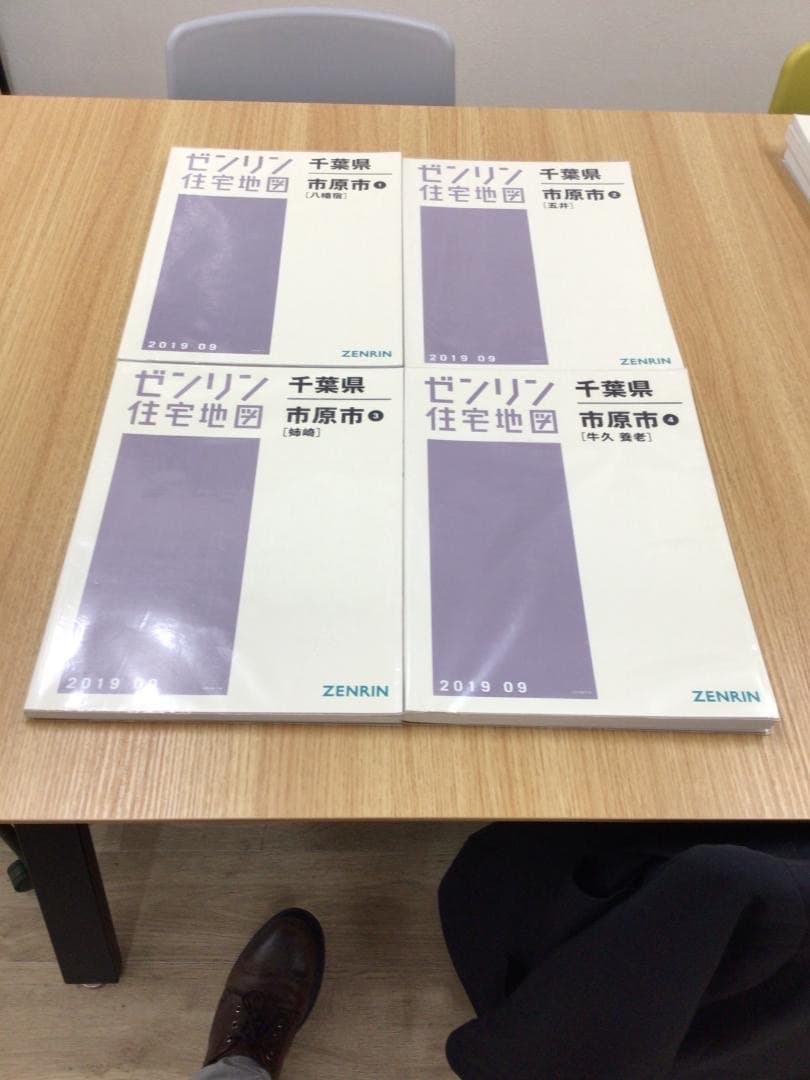 ゼンリン
住宅地図
千葉県
市原市1
[八幡宿]
2019 09
ZENRIN
ゼンリン
住宅地図
千葉県
市原市2
[五井]
2019 09
ZENRIN
ゼンリン
住宅地図
千葉県
市原市3
[姉崎]
2019 09
ZENRIN
ゼンリン
住宅地図
千葉県
市原市4
[牛久 養老]
2019 09
ZENRIN